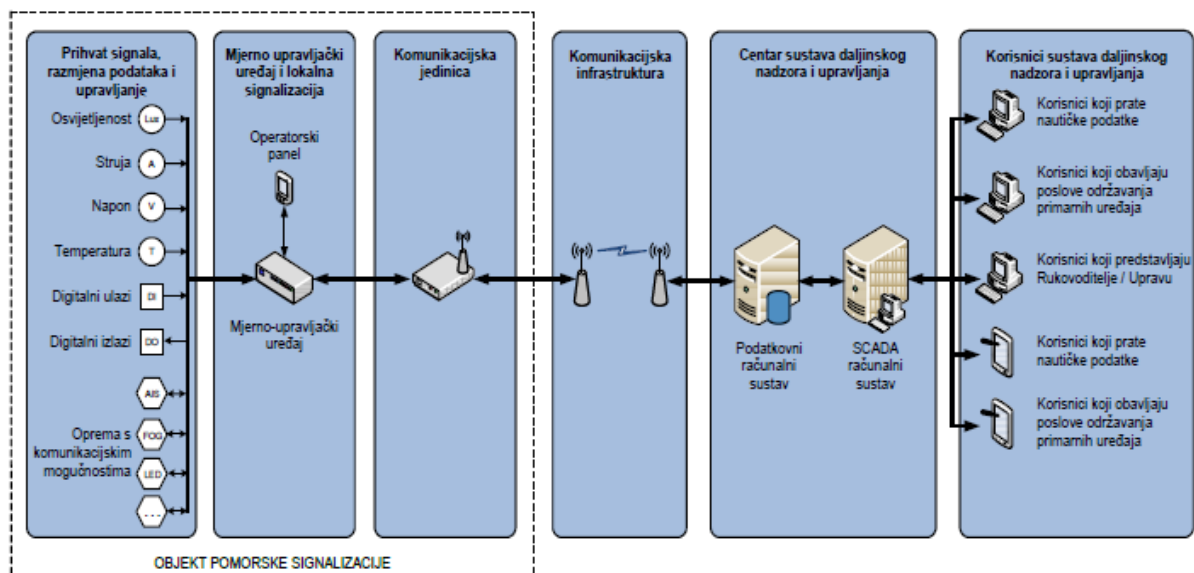 Prihvat signala,
razmjena podataka i
upravljanje
Osvijetljenost
Lux
Struja
A
Napon
V
Temperatura
T
Digitalni ulazi
DI
Digitalni izlazi
DO
AIS
Oprema s
komunikacijskim
mogučnostima
FOG
LED
...
Mjerno upravljački
uređaj i lokalna
signalizacija
Operatorski
panel
Mjerno-upravljački
uređaj
Komunikacijska
jedinica
OBJEKT POMORSKE SIGNALIZACIJE
Komunikacijska
infrastruktura
Centar sustava daljinskog
nadzora i upravljanja
Podatkovni
računalni
sustav
SCADA
računalni
sustav
Korisnici sustava daljinskog
nadzora i upravljanja
Korisnici koji prate
nautičke podatke
Korisnici koji obavljaju
poslove održavanja
primarnih uređaja
Korisnici koji predstavljaju
Rukovoditelje / Upravu
Korisnici koji prate
nautičke podatke
Korisnici koji obavljaju
poslove održavanja
primarnih uređaja